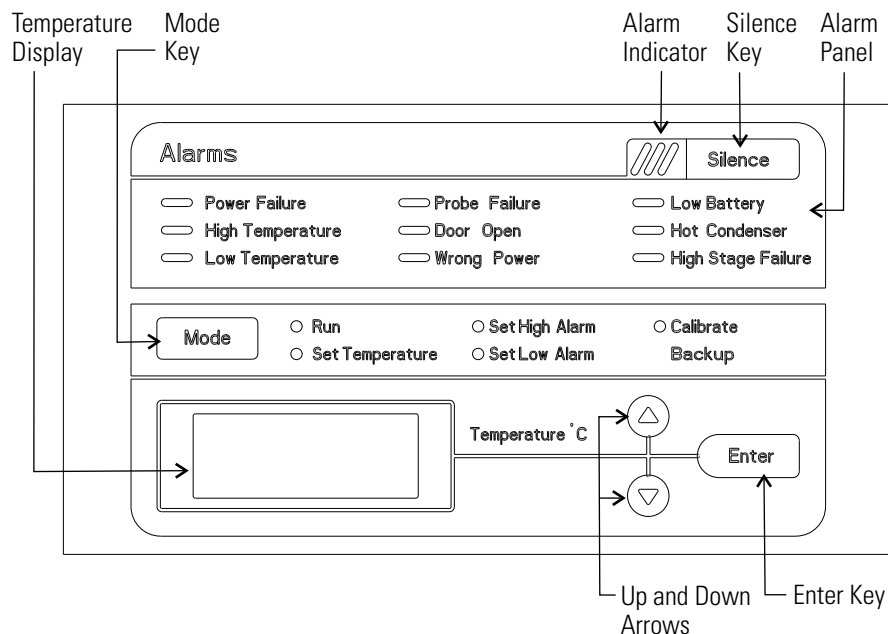 Temperature Display
Mode Key
Alarm Indicator
Silence Key
Alarm Panel
Alarms
Silence
Power Failure
Probe Failure
Low Battery
High Temperature
Door Open
Hot Condenser
Low Temperature
Wrong Power
High Stage Failure
Mode
Run
Set High Alarm
Calibrate
Set Temperature
Set Low Alarm
Backup
Temperature °C
Enter
Up and Down Arrows
Enter Key